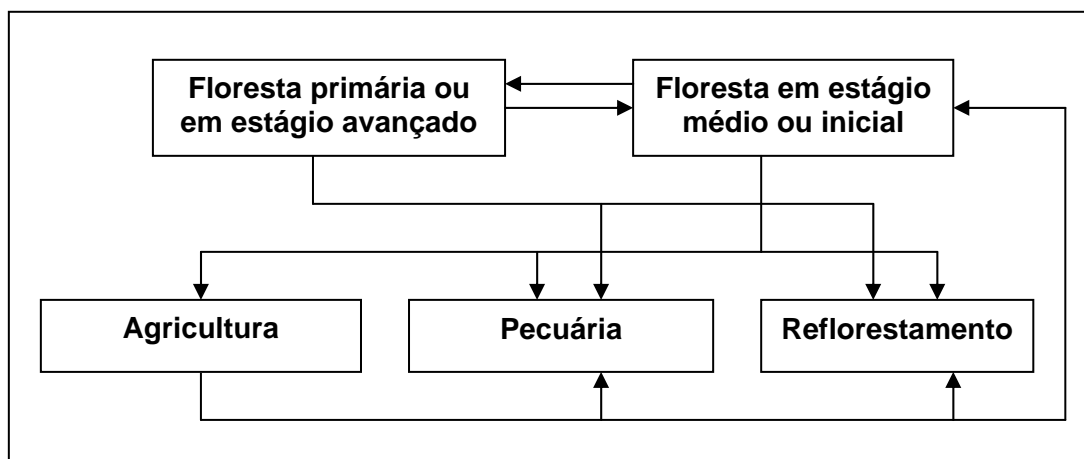 Floresta primária ou
em estágio avançado
Floresta em estágio
médio ou inicial
Agricultura
Pecuária
Reflorestamento